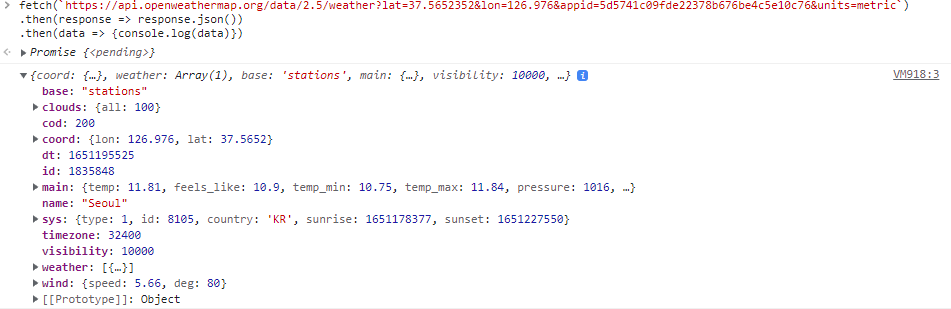 fetch(`https://api.openweathermap.org/data/2.5/weather?lat=37.5652352&lon=126.976&appid=5d5741c09fde22378b676be4c5e10c76&units=metric`)
.then(response => response.json())
.then(data => {console.log(data)})
Promise {<pending>}
{coord: {…}, weather: Array(1), base: 'stations', main: {…}, visibility: 10000, …} i VM918:3
base: "stations"
clouds: {all: 100}
cod: 200
coord: {lon: 126.976, lat: 37.5652}
dt: 1651195525
id: 1835848
main: {temp: 11.81, feels_like: 10.9, temp_min: 10.75, temp_max: 11.84, pressure: 1016, …}
name: "Seoul"
sys: {type: 1, id: 8105, country: 'KR', sunrise: 1651178377, sunset: 1651227550}
timezone: 32400
visibility: 10000
weather: [{…}]
wind: {speed: 5.66, deg: 80}
[[Prototype]]: Object